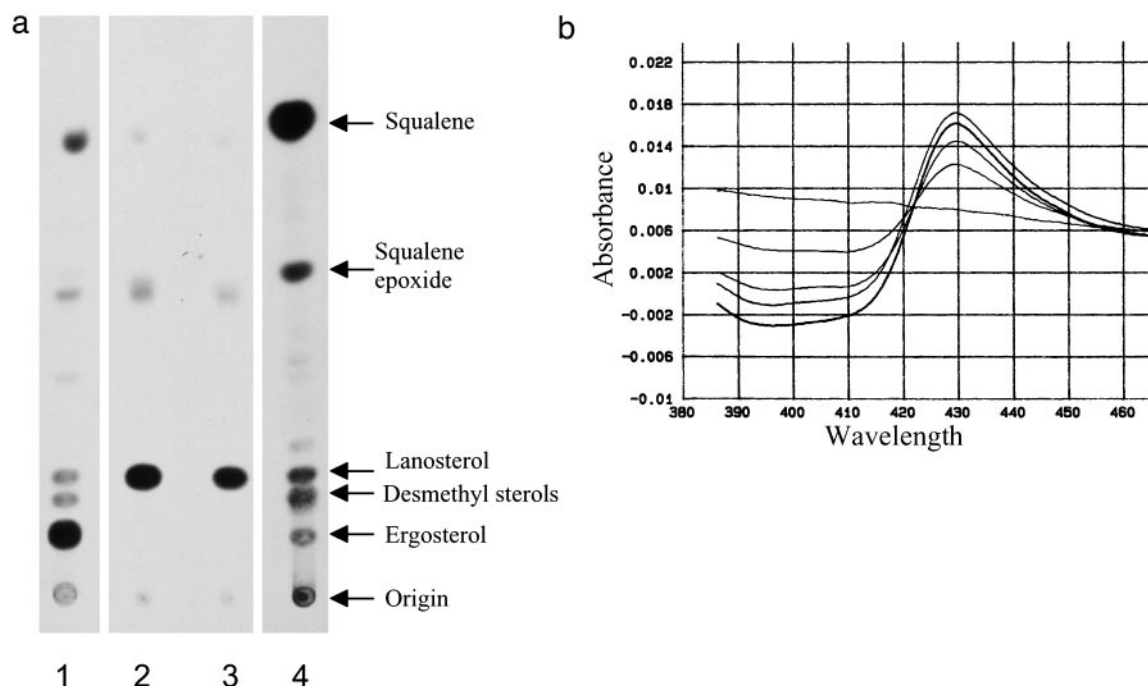 a
Squalene
Squalene
epoxide
Lanosterol
Desmethyl sterols
Ergosterol
Origin
1 2 3 4
b
Absorbance
0.022
0.018
0.014
0.01
0.006
0.002
-0.002
-0.006
-0.01
380 390 400 410 420 430 440 450 460
Wavelength